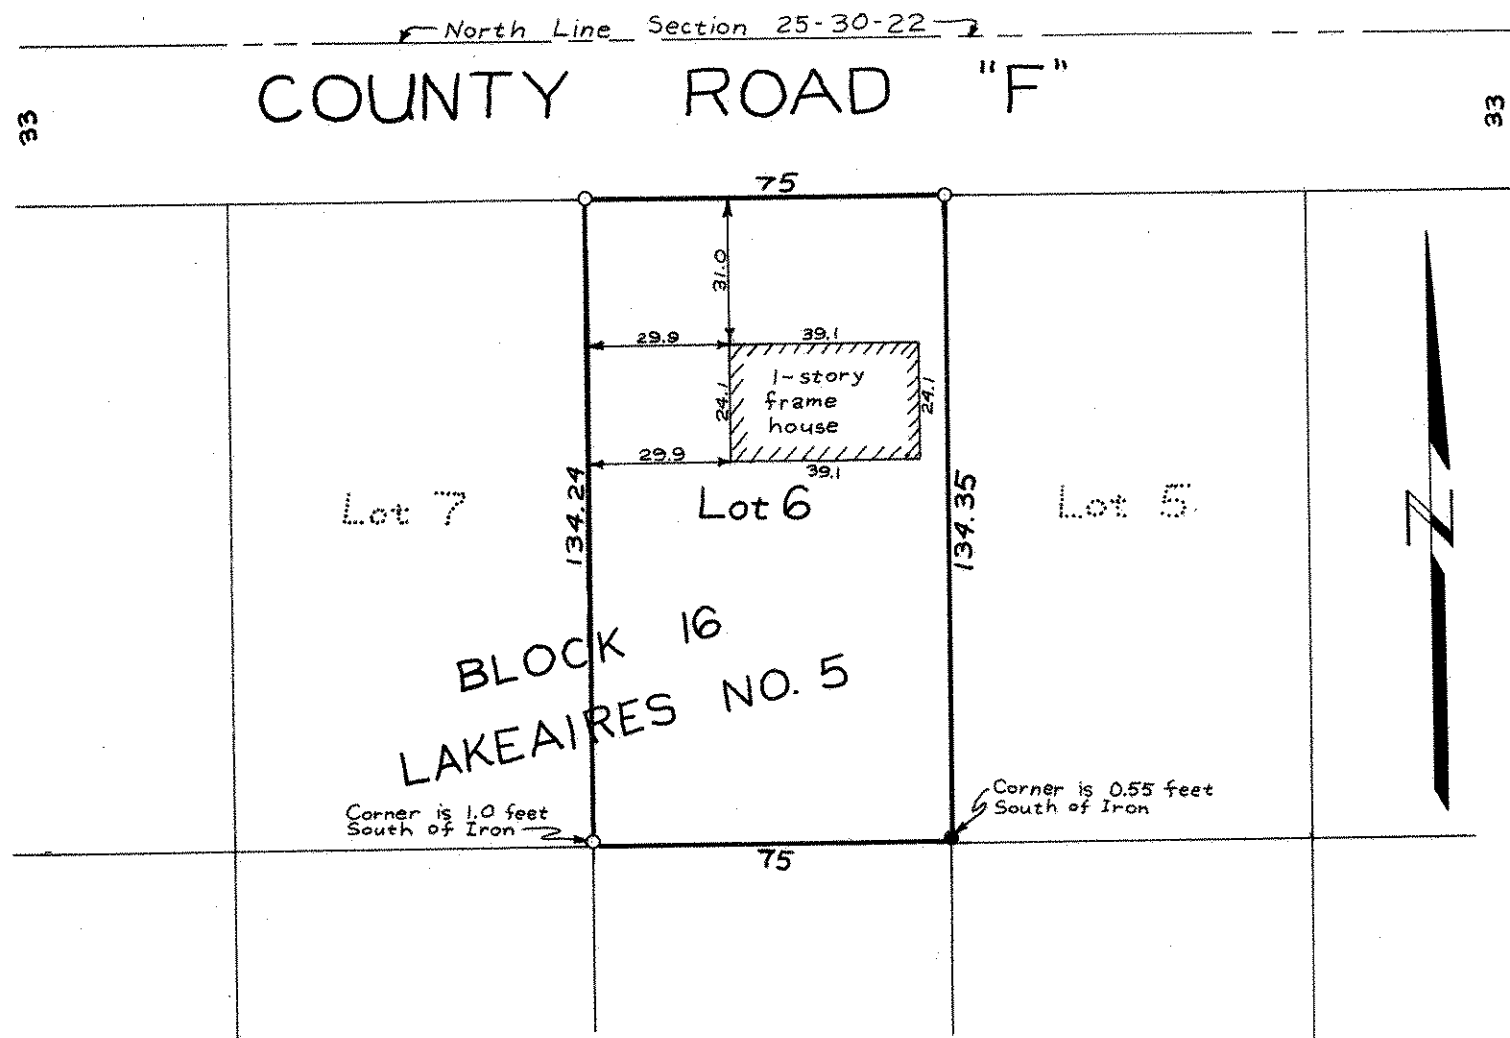 North Line Section 25-30-22
COUNTY ROAD "F"
33
33
75
31.0
29.9
39.1
24.1
1-story
frame
house
24.1
29.9
39.1
Lot 7
134.24
Lot 6
134.35
Lot 5
N
BLOCK 16
LAKEAIRES NO. 5
Corner is 1.0 feet
South of Iron
Corner is 0.55 feet
South of Iron
75